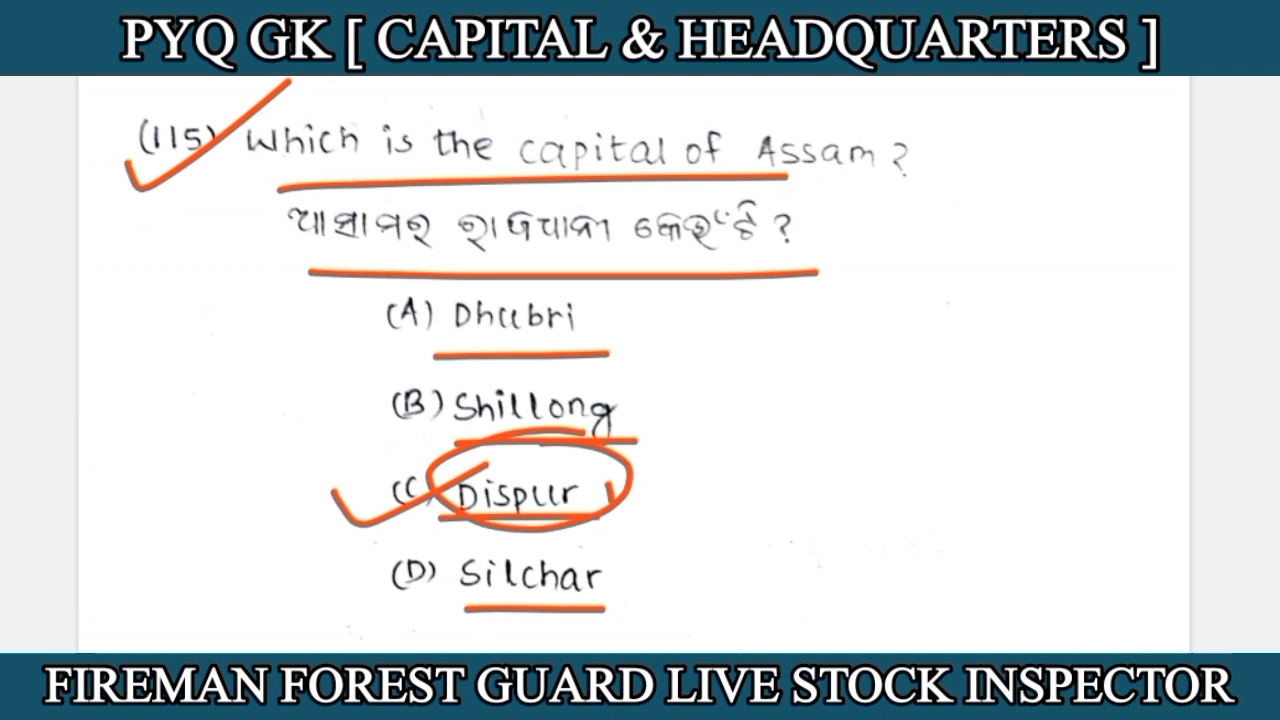 PYQ GK [ CAPITAL & HEADQUARTERS ]
(115) Which is the capital of Assam ?
ଆସାମର ରାଜଧାନୀ କେଉଁଟି ?
(A) Dhubri
(B) Shillong
(C) Dispur
(D) Silchar
FIREMAN FOREST GUARD LIVE STOCK INSPECTOR